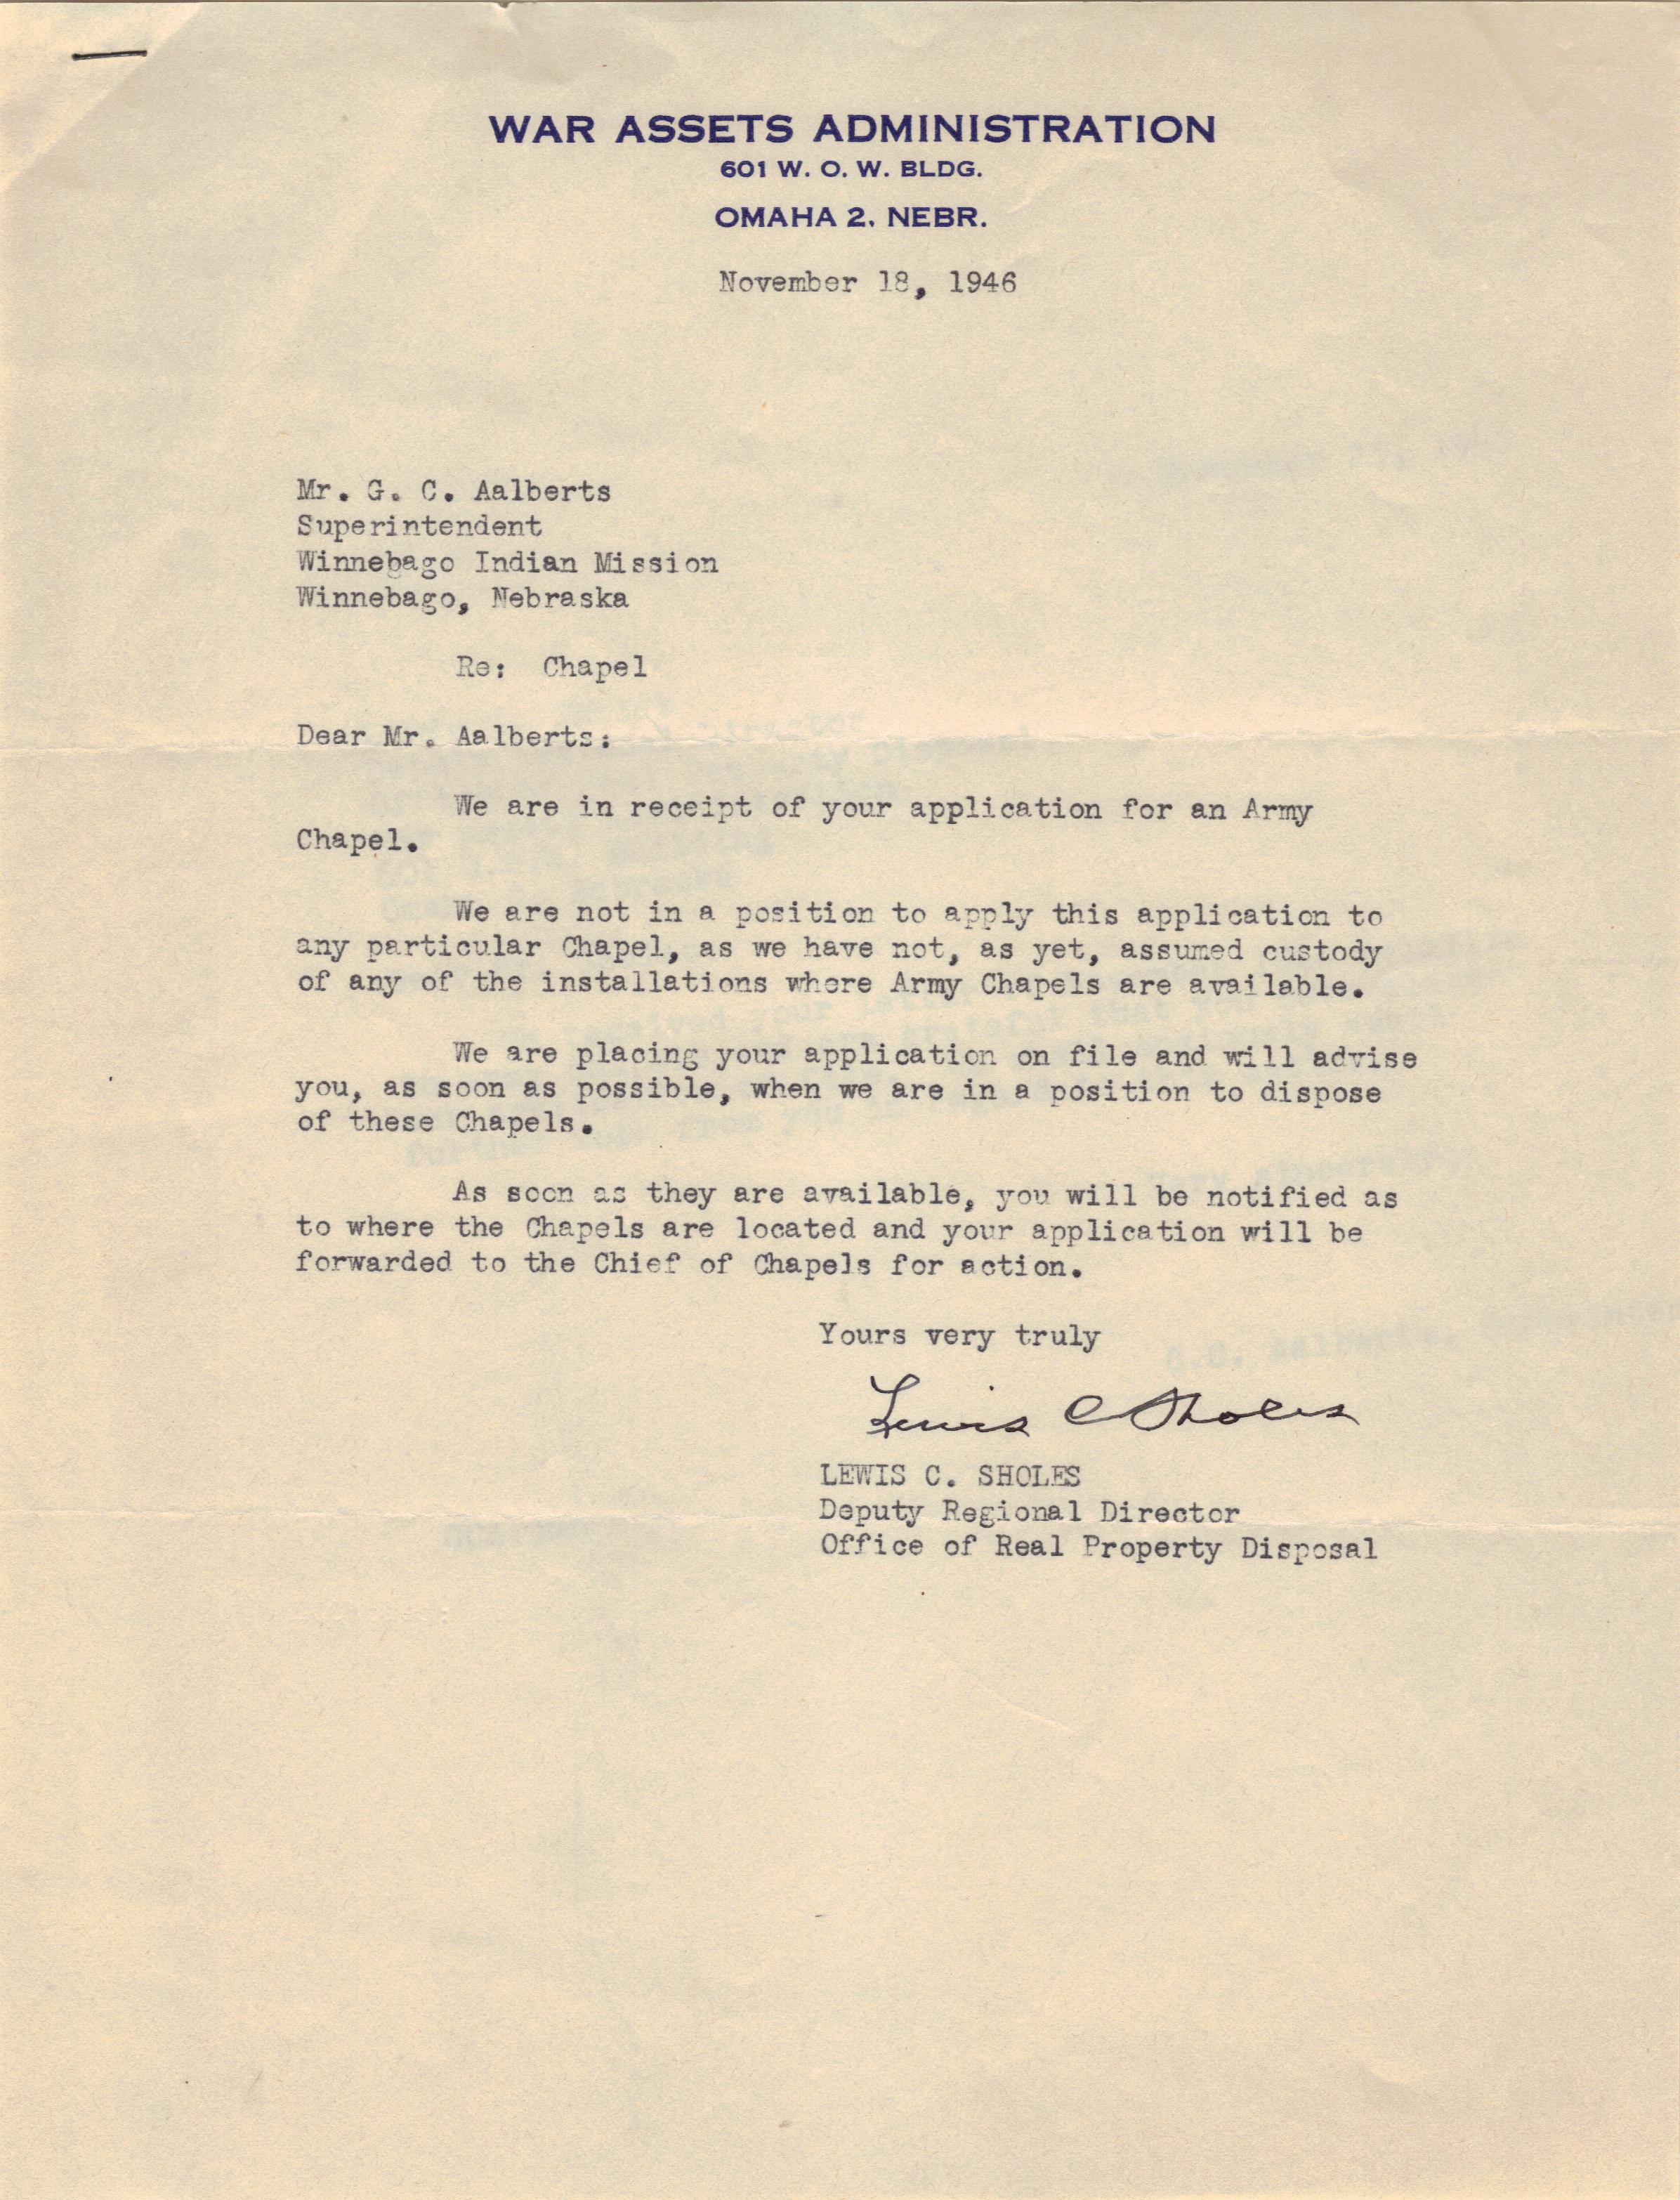 WAR ASSETS ADMINISTRATION
601 W. O. W. BLDG.
OMAHA 2, NEBR.
November 18, 1946
Mr. G. C. Aalberts
Superintendent
Winnebago Indian Mission
Winnebago, Nebraska
Re: Chapel
Dear Mr. Aalberts:
We are in receipt of your application for an Army
Chapel.
We are not in a position to apply this application to
any particular Chapel, as we have not, as yet, assumed custody
of any of the installations where Army Chapels are available.
We are placing your application on file and will advise
you, as soon as possible, when we are in a position to dispose
of these Chapels.
As soon as they are available, you will be notified as
to where the Chapels are located and your application will be
forwarded to the Chief of Chapels for action.
Yours very truly
Lewis C Sholes
LEWIS C. SHOLES
Deputy Regional Director
Office of Real Property Disposal